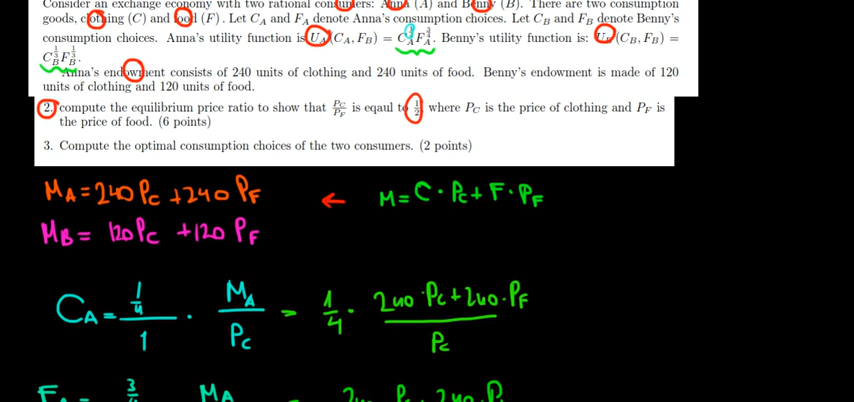 Consider an exchange economy with two rational consumers: Anna (A) and Benny (B). There are two consumption
goods, clothing (C) and food (F). Let C_A and F_A denote Anna's consumption choices. Let C_B and F_B denote Benny's
consumption choices. Anna's utility function is U_A(C_A, F_B) = C_A F_A^{3/4}. Benny's utility function is: U_B(C_B, F_B) =
C_B^{1/3} F_B^{1/3}.
Anna's endowment consists of 240 units of clothing and 240 units of food. Benny's endowment is made of 120
units of clothing and 120 units of food.
2. compute the equilibrium price ratio to show that P_C/P_F is eqaul to 1/2, where P_C is the price of clothing and P_F is
the price of food. (6 points)
3. Compute the optimal consumption choices of the two consumers. (2 points)
M_A = 240 P_C + 240 P_F ← M = C · P_C + F · P_F
M_B = 120 P_C + 120 P_F
C_A = (1/4)/1 · M_A/P_C = 1/4 · (240 · P_C + 240 · P_F)/P_C